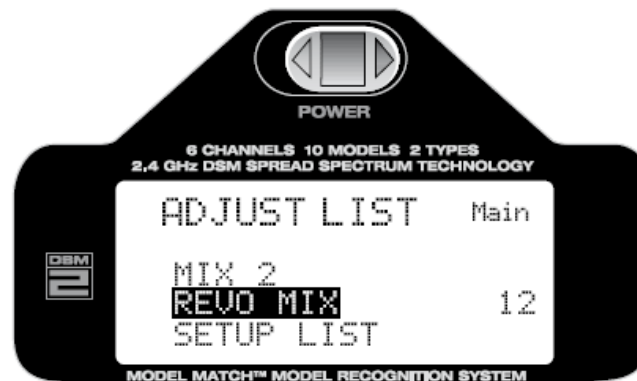 POWER
6 CHANNELS 10 MODELS 2 TYPES
2,4 GHz DSM SPREAD SPECTRUM TECHNOLOGY
ADJUST LIST Main
DSM
2
MIX 2
REVO MIX 12
SETUP LIST
MODEL MATCH™ MODEL RECOGNITION SYSTEM